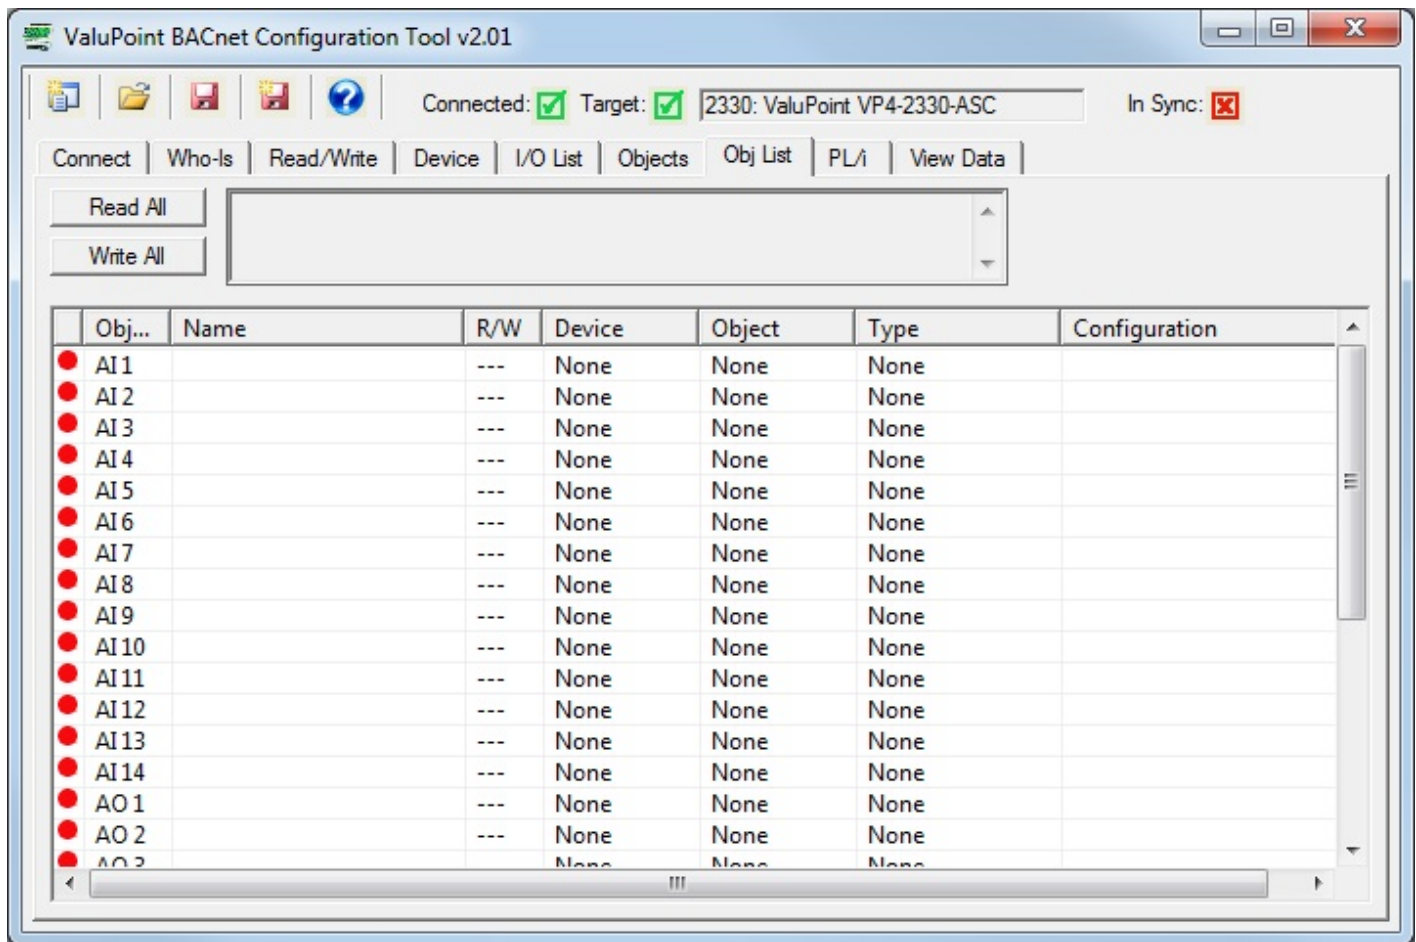 ValuPoint BACnet Configuration Tool v2.01
Connected: Target: 2330: ValuPoint VP4-2330-ASC In Sync:
Connect Who-Is Read/Write Device I/O List Objects Obj List PL/i View Data
Read All
Write All
Obj... Name R/W Device Object Type Configuration
AI 1 --- None None None
AI 2 --- None None None
AI 3 --- None None None
AI 4 --- None None None
AI 5 --- None None None
AI 6 --- None None None
AI 7 --- None None None
AI 8 --- None None None
AI 9 --- None None None
AI 10 --- None None None
AI 11 --- None None None
AI 12 --- None None None
AI 13 --- None None None
AI 14 --- None None None
AO 1 --- None None None
AO 2 --- None None None
AO 3 None None None